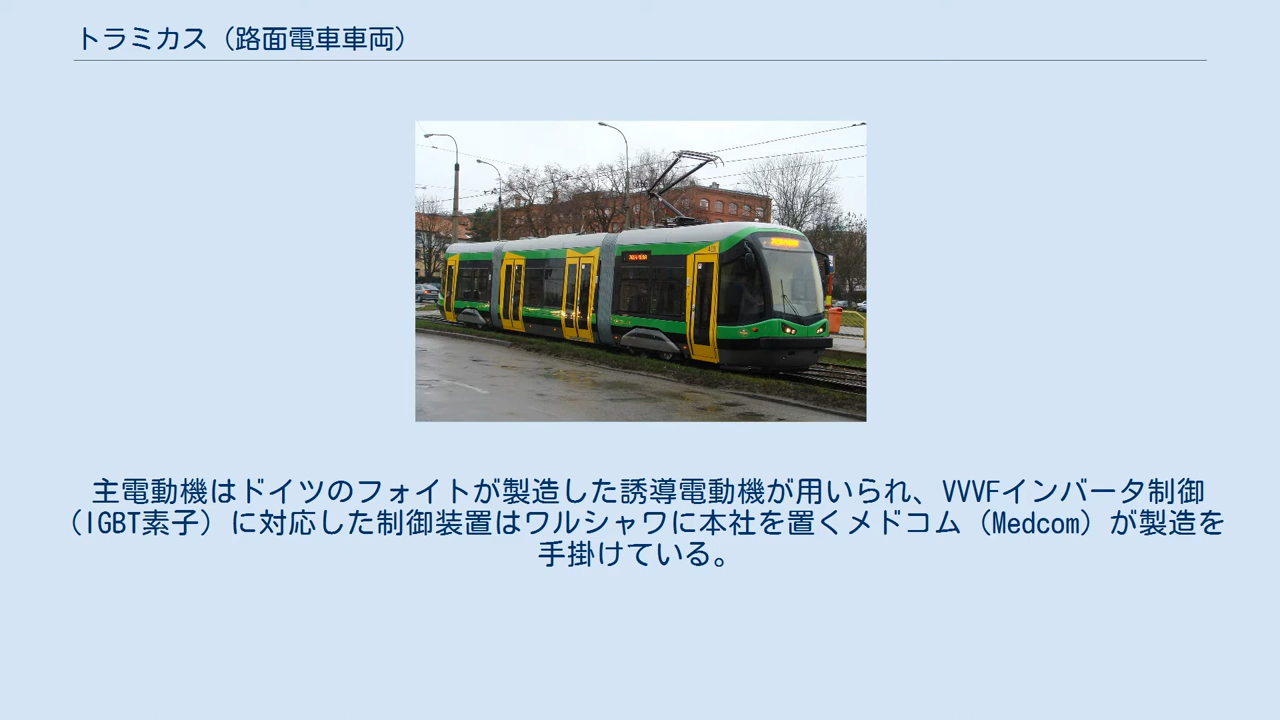 トラミカス（路面電車車両）
主電動機はドイツのフォイトが製造した誘導電動機が用いられ、VVVFインバータ制御
（IGBT素子）に対応した制御装置はワルシャワに本社を置くメドコム（Medcom）が製造を
手掛けている。